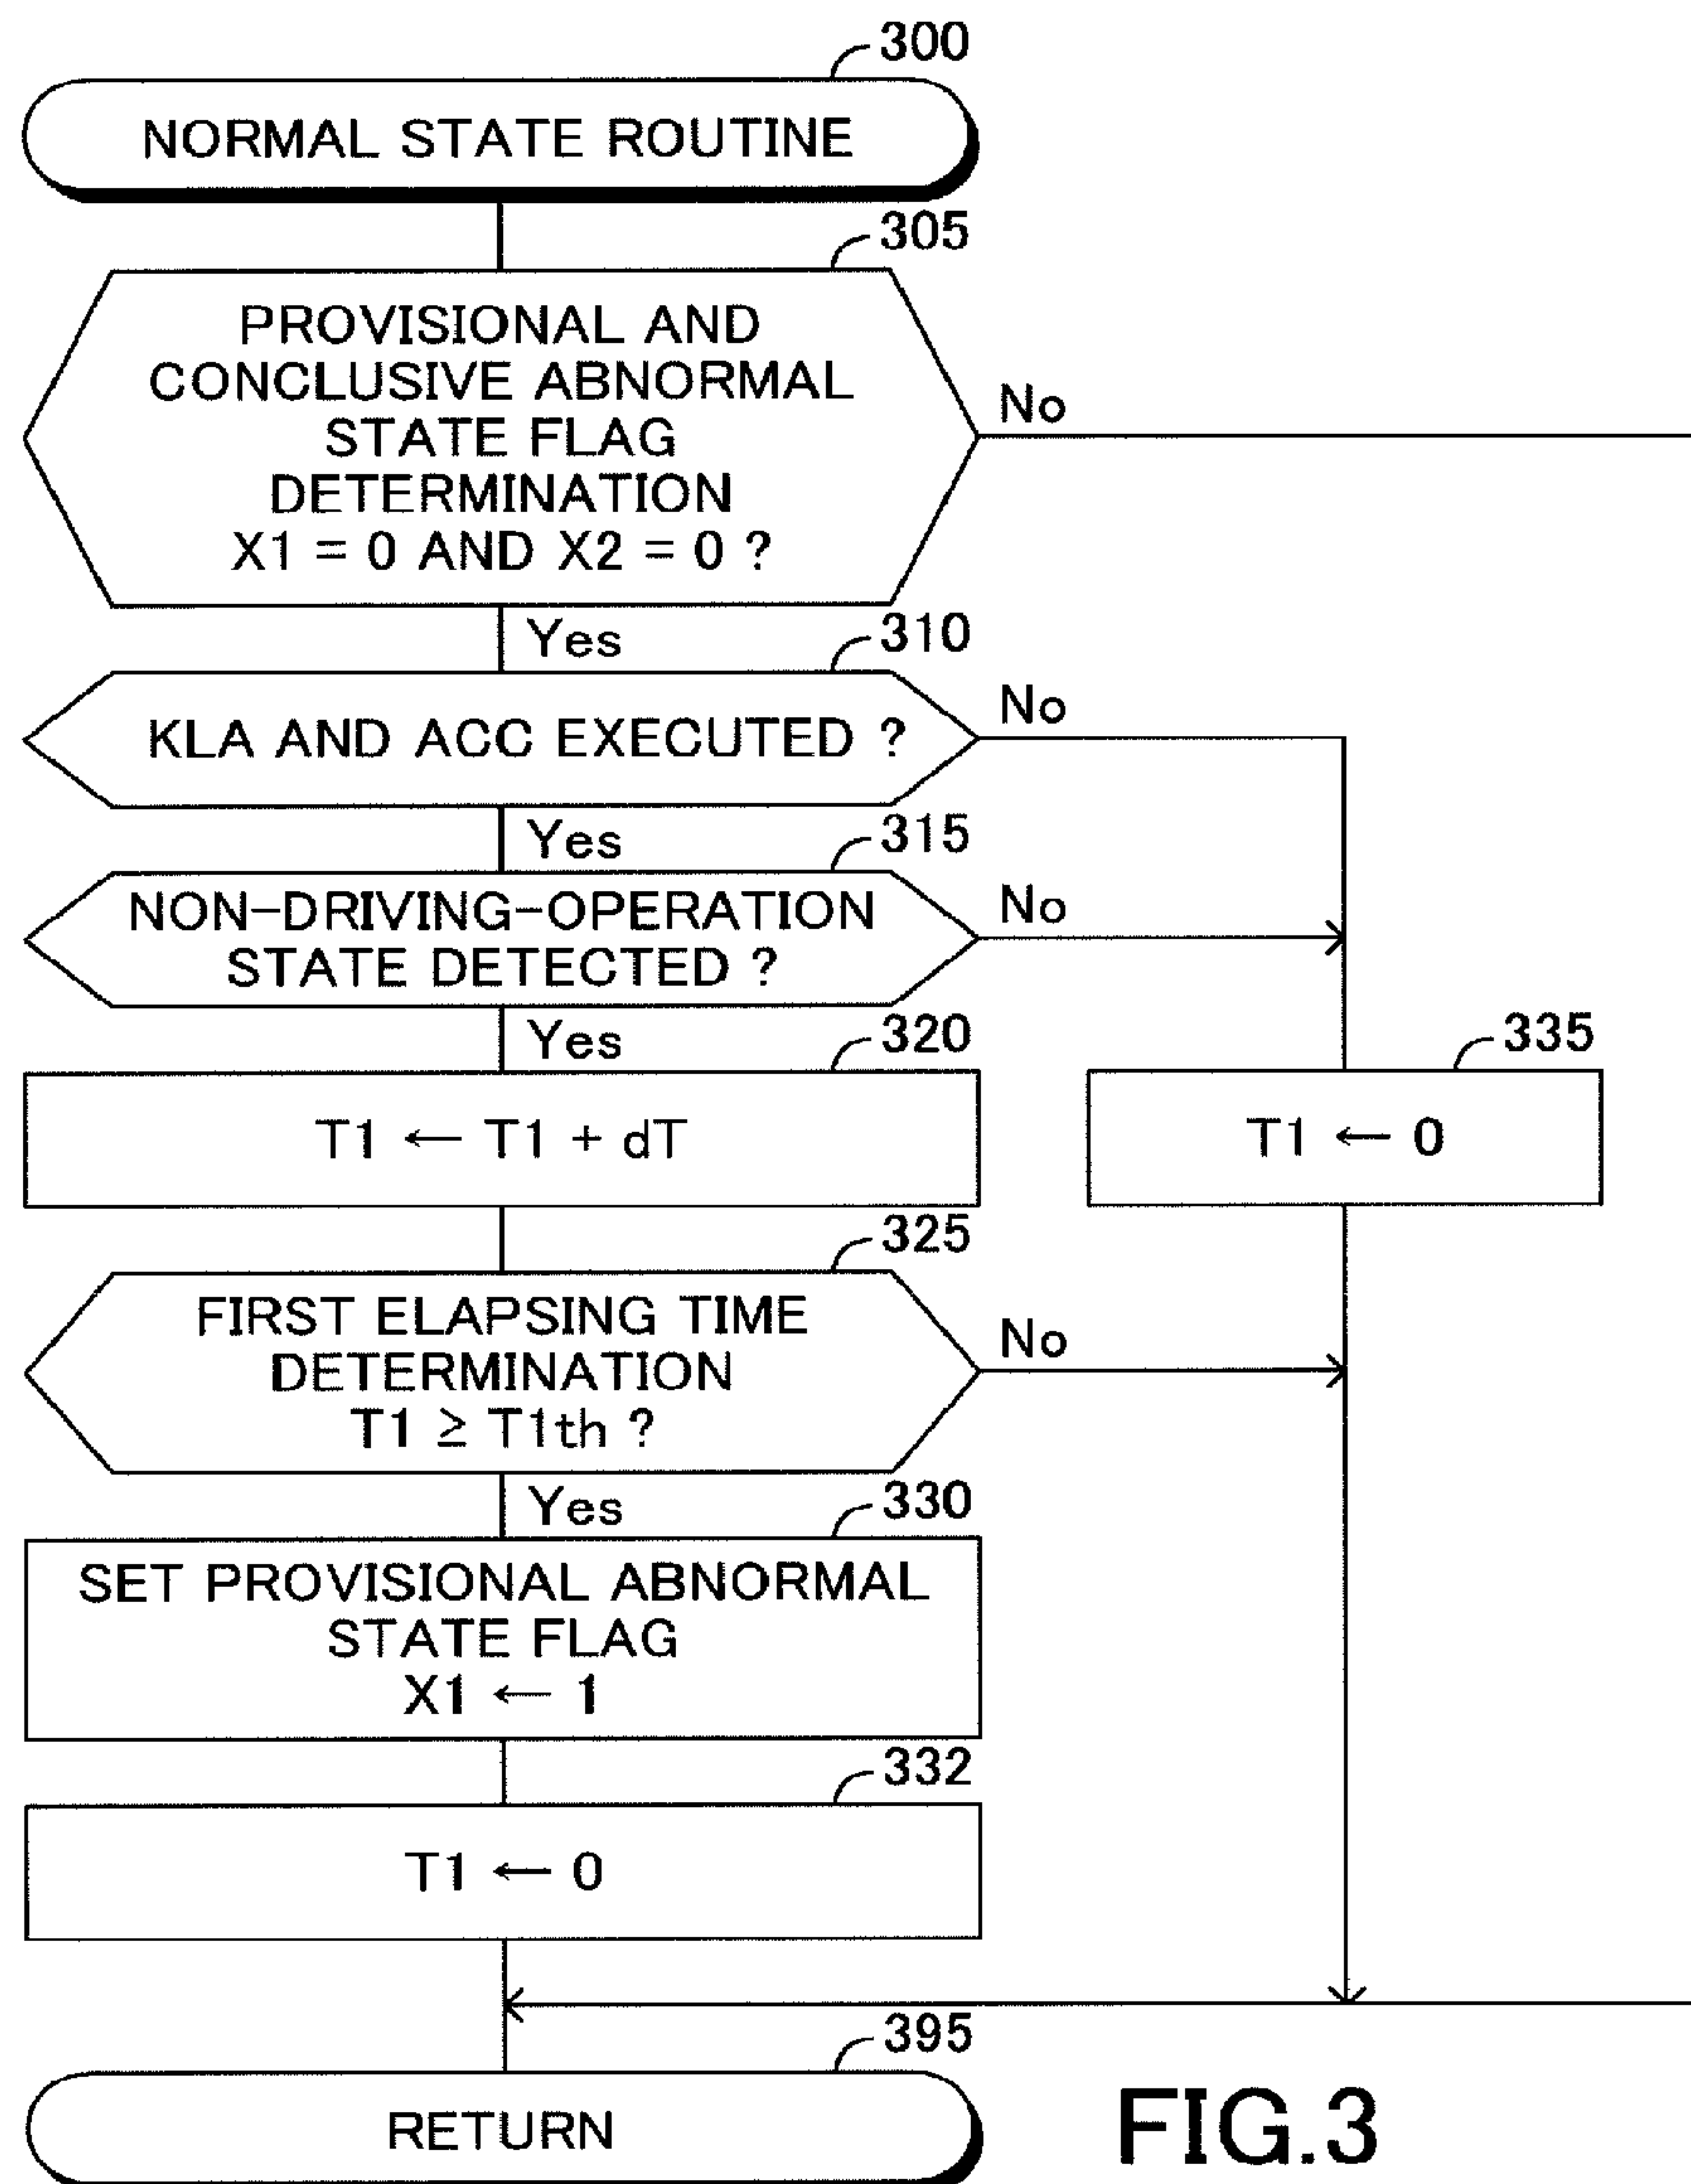 300
NORMAL STATE ROUTINE
305
PROVISIONAL AND
CONCLUSIVE ABNORMAL
STATE FLAG
DETERMINATION
X1 = 0 AND X2 = 0 ?
No
Yes
310
KLA AND ACC EXECUTED ?
No
Yes
315
NON-DRIVING-OPERATION
STATE DETECTED ?
No
Yes
320
T1 ← T1 + dT
335
T1 ← 0
325
FIRST ELAPSING TIME
DETERMINATION
T1 ≥ T1th ?
No
Yes
330
SET PROVISIONAL ABNORMAL
STATE FLAG
X1 ← 1
332
T1 ← 0
395
RETURN
FIG.3